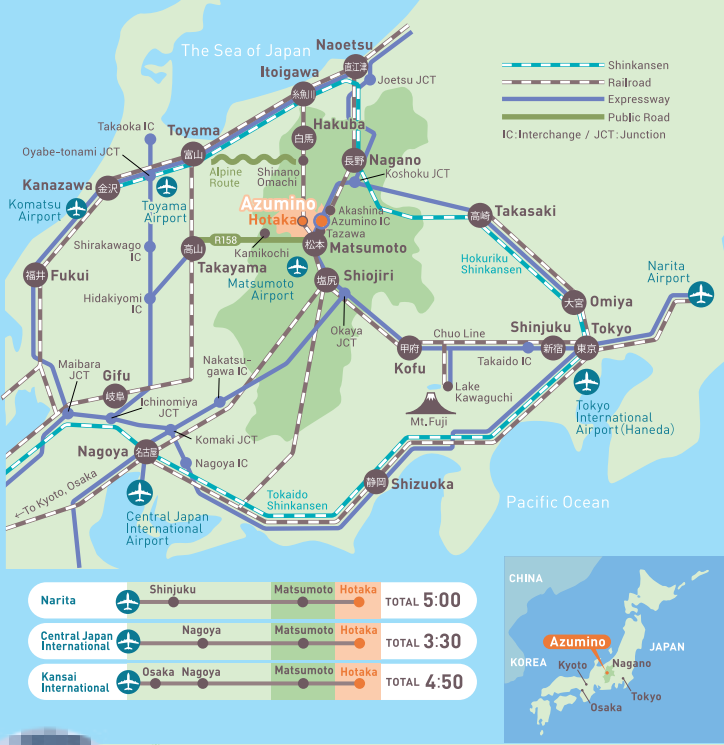 The Sea of Japan
Naoetsu
直江津
Joetsu JCT
Itoigawa
糸魚川
Shinkansen
Railroad
Expressway
Public Road
IC:Interchange / JCT:Junction
Takaoka IC
Toyama
富山
Hakuba
白馬
Oyabe-tonami JCT
長野
Nagano
Koshoku JCT
Kanazawa
金沢
Alpine
Route
Shinano
Omachi
Komatsu
Airport
Toyama
Airport
Azumino
Hotaka
Akashina
Azumino IC
Tazawa
高崎
Takasaki
Shirakawago
IC
高山
R158
松本
Matsumoto
Kamikochi
Takayama
Hokuriku
Shinkansen
福井
Fukui
Matsumoto
Airport
塩尻
Shiojiri
Narita
Airport
Hidakiyomi
IC
大宮
Omiya
Okaya
JCT
甲府
Kofu
Chuo Line
Shinjuku
新宿
Tokyo
東京
Takaido IC
Maibara
JCT
Gifu
岐阜
Nakatsu-
gawa IC
Lake
Kawaguchi
Mt.Fuji
Ichinomiya
JCT
Komaki JCT
Tokyo
International
Airport(Haneda)
Nagoya
名古屋
Nagoya IC
静岡
Shizuoka
←To Kyoto, Osaka
Tokaido
Shinkansen
Pacific Ocean
Central Japan
International
Airport
Narita
Shinjuku
Matsumoto
Hotaka
TOTAL 5:00
Central Japan
International
Nagoya
Matsumoto
Hotaka
TOTAL 3:30
Kansai
International
Osaka
Nagoya
Matsumoto
Hotaka
TOTAL 4:50
CHINA
Azumino
JAPAN
KOREA
Kyoto
Nagano
Tokyo
Osaka